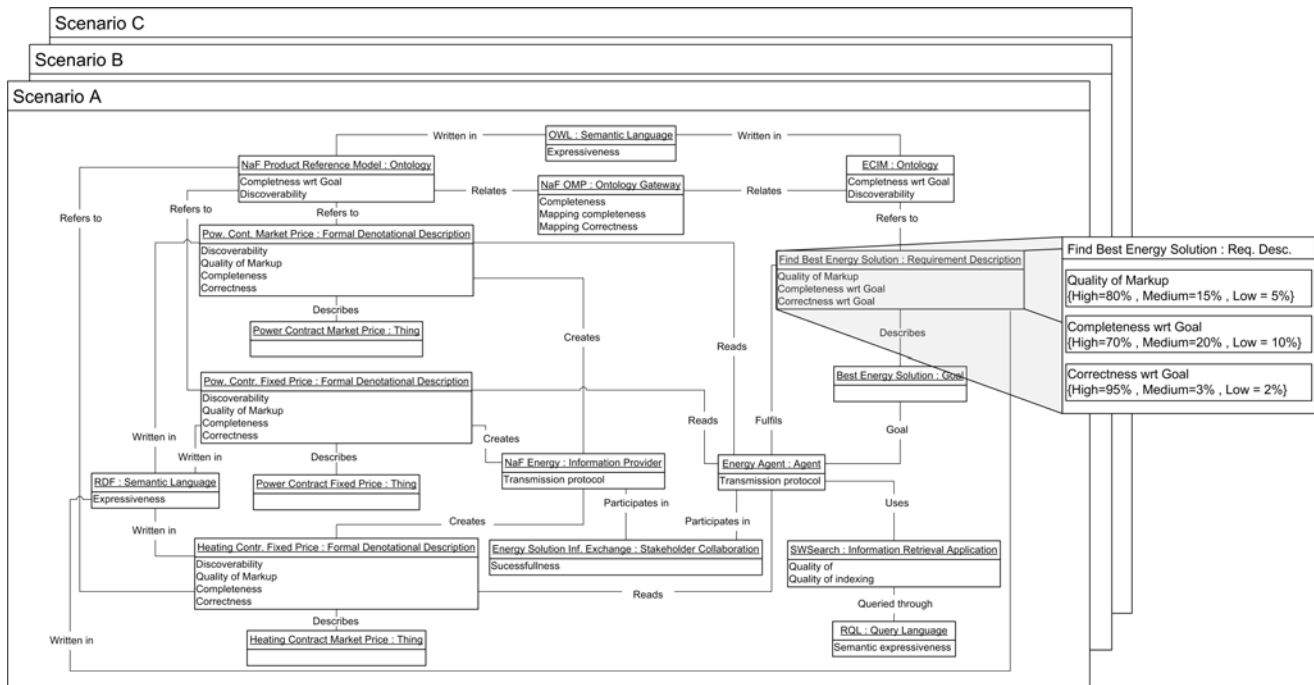 Scenario C
Scenario B
Scenario A
Written in
OWL : Semantic Language
Expressiveness
Written in
NaF Product Reference Model : Ontology
Completness wrt Goal
Discoverability
Relates
NaF OMP : Ontology Gateway
Completeness
Mapping completeness
Mapping Correctness
Relates
ECIM : Ontology
Completness wrt Goal
Discoverability
Refers to
Refers to
Refers to
Refers to
Pow. Cont. Market Price : Formal Denotational Description
Discoverability
Quality of Markup
Completeness
Correctness
Find Best Energy Solution : Requirement Description
Quality of Markup
Completeness wrt Goal
Correctness wrt Goal
Find Best Energy Solution : Req. Desc.
Quality of Markup
{High=80% , Medium=15% , Low = 5%}
Completeness wrt Goal
{High=70% , Medium=20% , Low = 10%}
Correctness wrt Goal
{High=95% , Medium=3% , Low = 2%}
Describes
Power Contract Market Price : Thing
Creates
Reads
Describes
Best Energy Solution : Goal
Pow. Contr. Fixed Price : Formal Denotational Description
Discoverability
Quality of Markup
Completeness
Correctness
Reads
Fulfils
Goal
Written in
Written in
Creates
Describes
NaF Energy : Information Provider
Transmission protocol
Energy Agent : Agent
Transmission protocol
RDF : Semantic Language
Expressiveness
Power Contract Fixed Price : Thing
Participates in
Uses
Written in
Creates
Participates in
Heating Contr. Fixed Price : Formal Denotational Description
Discoverability
Quality of Markup
Completeness
Correctness
Energy Solution Inf. Exchange : Stakeholder Collaboration
Sucessfullness
SWSearch : Information Retrieval Application
Quality of
Quality of indexing
Reads
Queried through
Describes
RQL : Query Language
Semantic expressiveness
Written in
Heating Contract Market Price : Thing